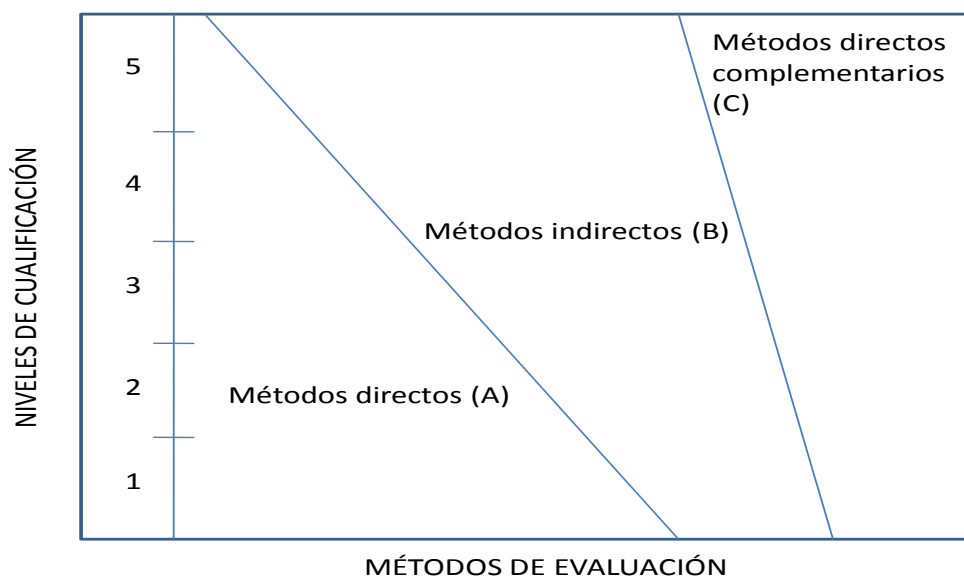 Métodos directos
complementarios
(C)
5
4
Métodos indirectos (B)
3
2
Métodos directos (A)
1
NIVELES DE CUALIFICACIÓN
MÉTODOS DE EVALUACIÓN